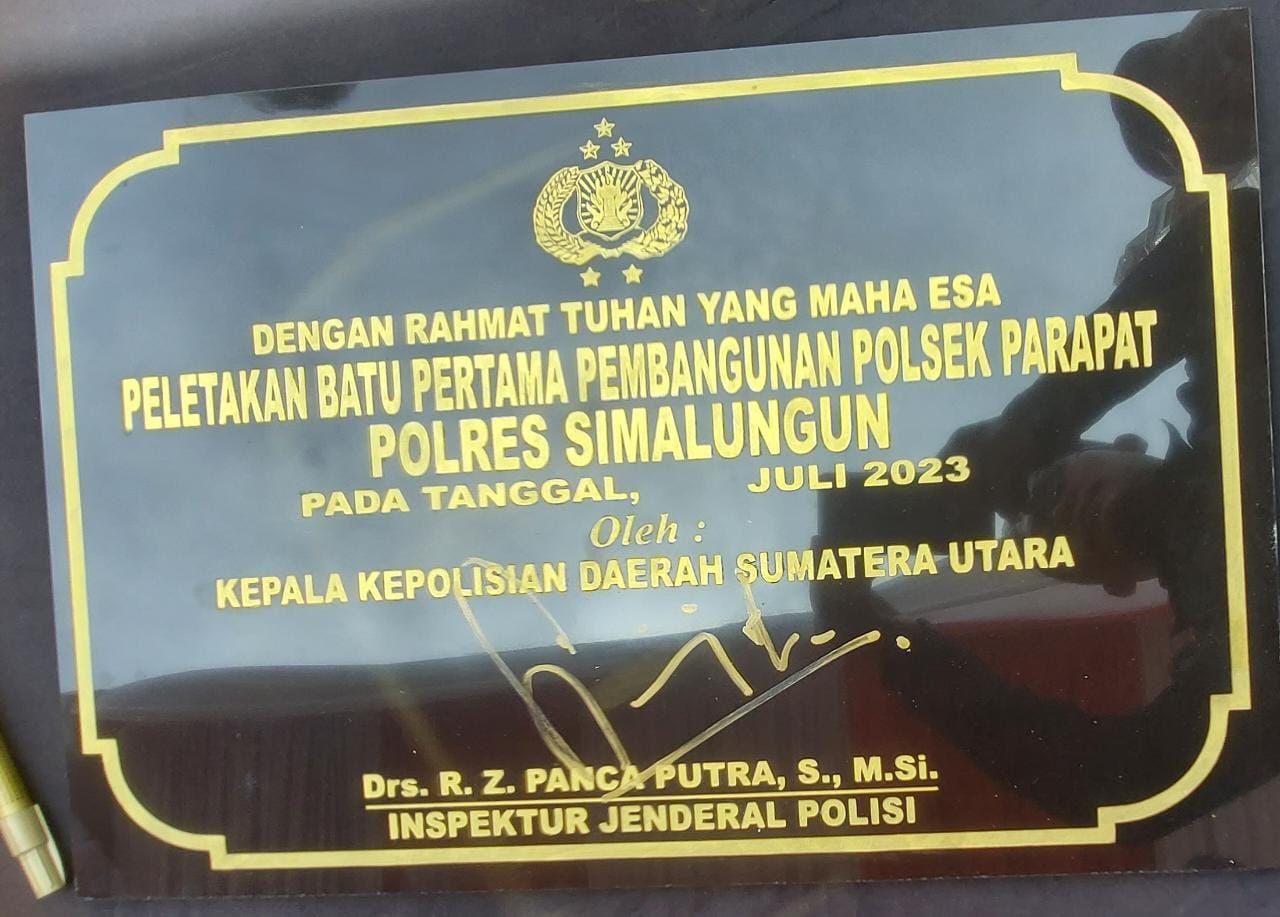 DENGAN RAHMAT TUHAN YANG MAHA ESA
PELETAKAN BATU PERTAMA PEMBANGUNAN POLSEK PARAPAT
POLRES SIMALUNGUN
PADA TANGGAL, JULI 2023
Oleh :
KEPALA KEPOLISIAN DAERAH SUMATERA UTARA
Drs. R. Z. PANCA PUTRA, S., M.Si.
INSPEKTUR JENDERAL POLISI